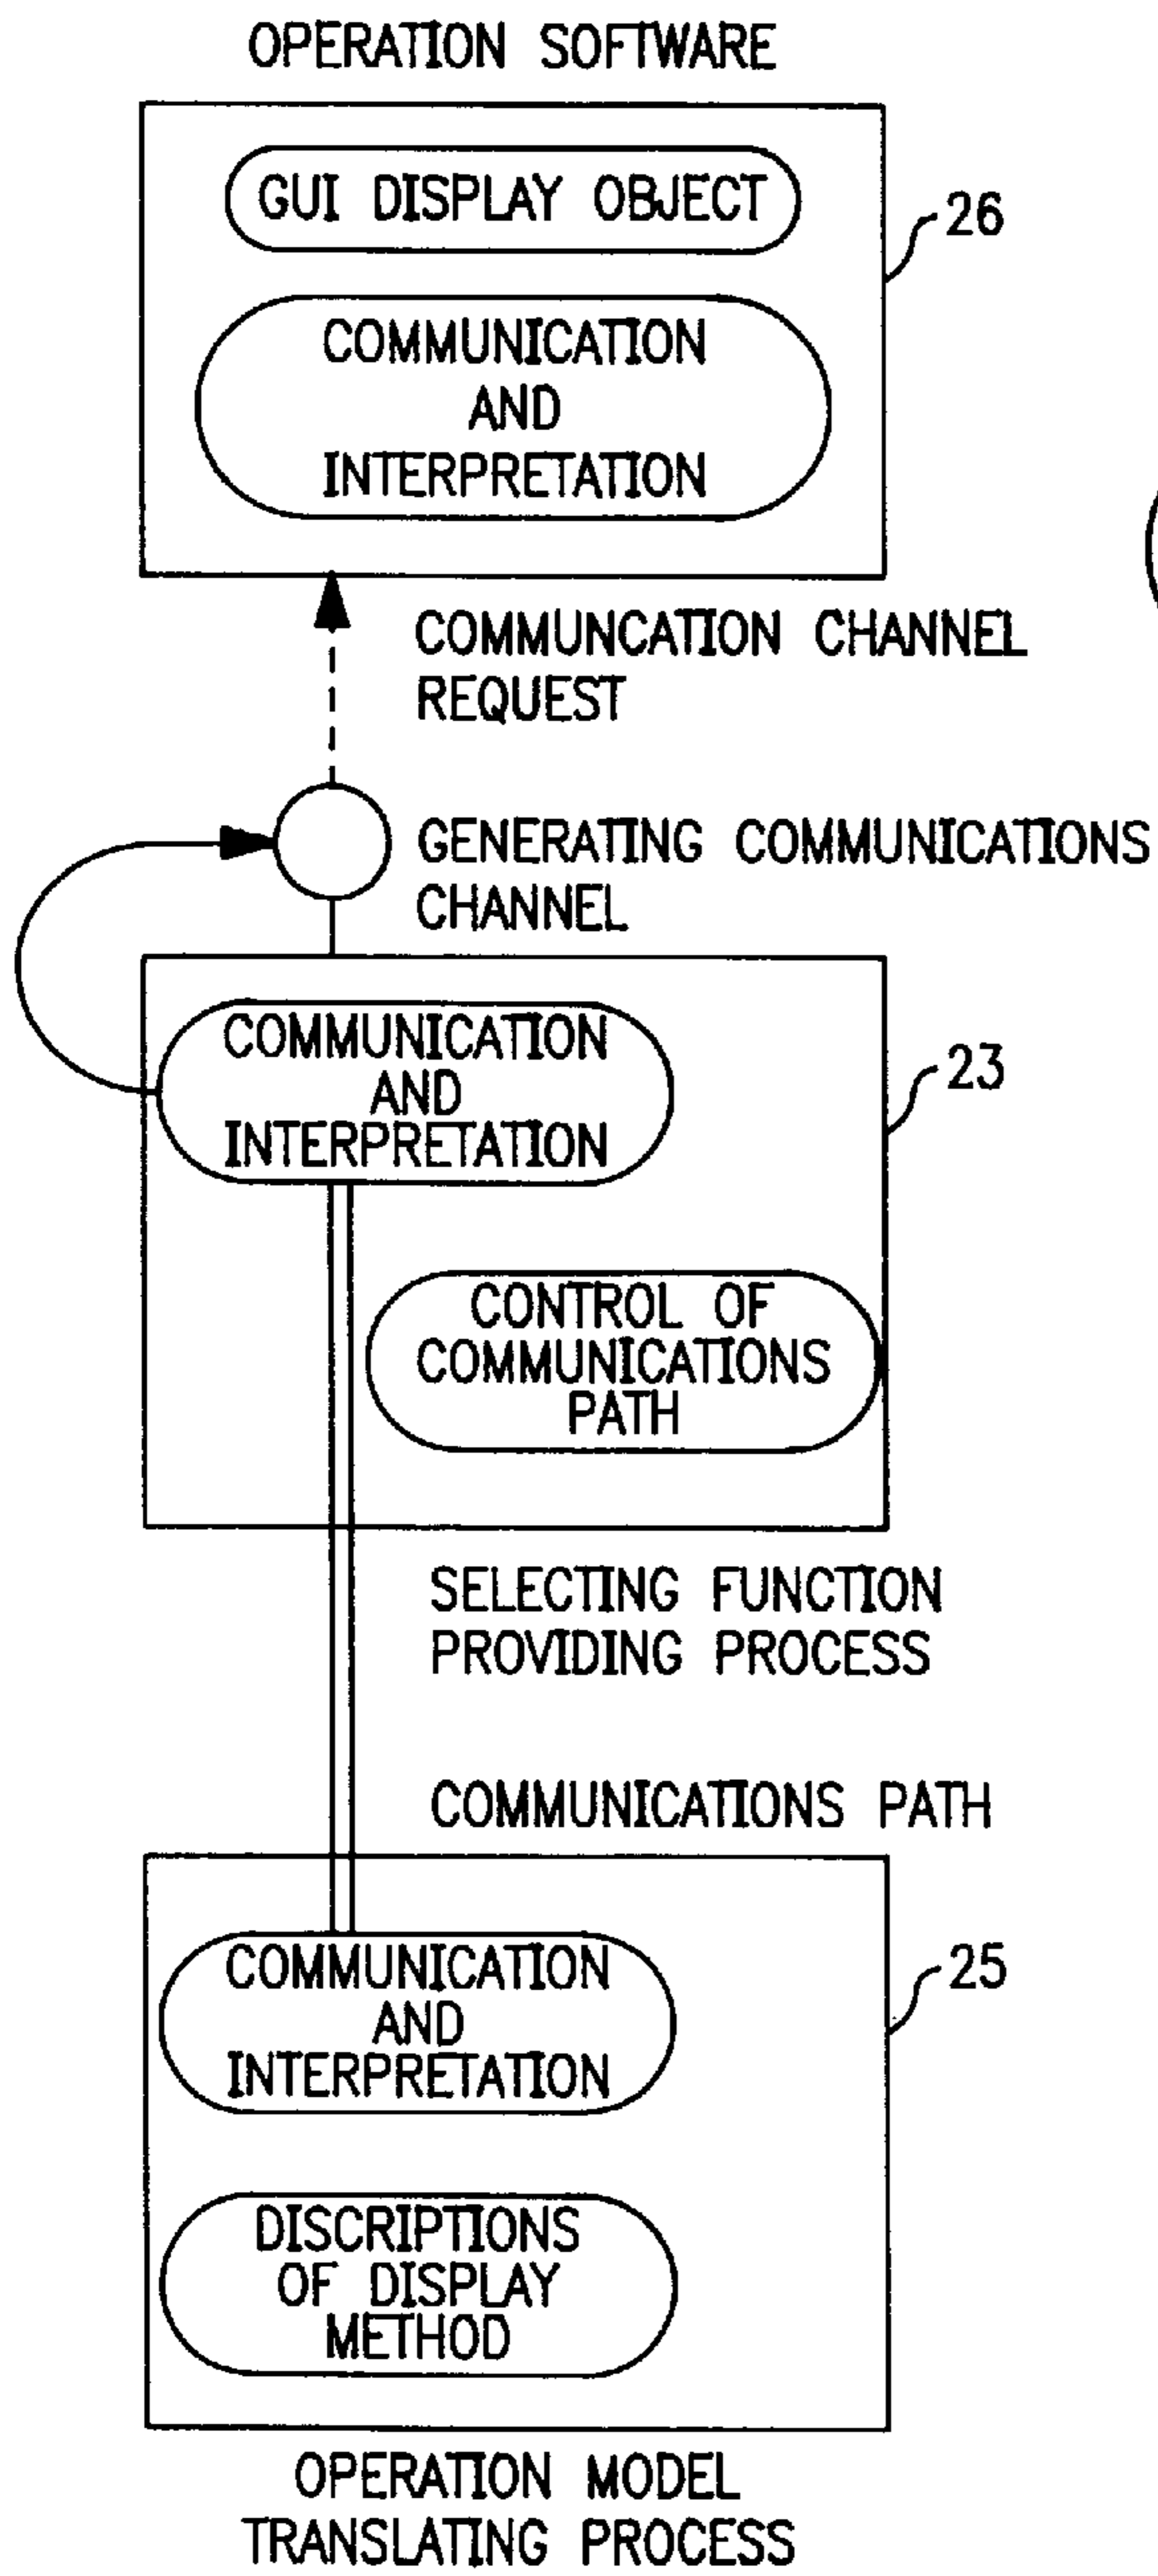 OPERATION SOFTWARE
GUI DISPLAY OBJECT
26
COMMUNICATION
AND
INTERPRETATION
COMMUNCATION CHANNEL
REQUEST
GENERATING COMMUNICATIONS
CHANNEL
COMMUNICATION
AND
INTERPRETATION
23
CONTROL OF
COMMUNICATIONS
PATH
SELECTING FUNCTION
PROVIDING PROCESS
COMMUNICATIONS PATH
COMMUNICATION
AND
INTERPRETATION
25
DISCRIPTIONS
OF DISPLAY
METHOD
OPERATION MODEL
TRANSLATING PROCESS